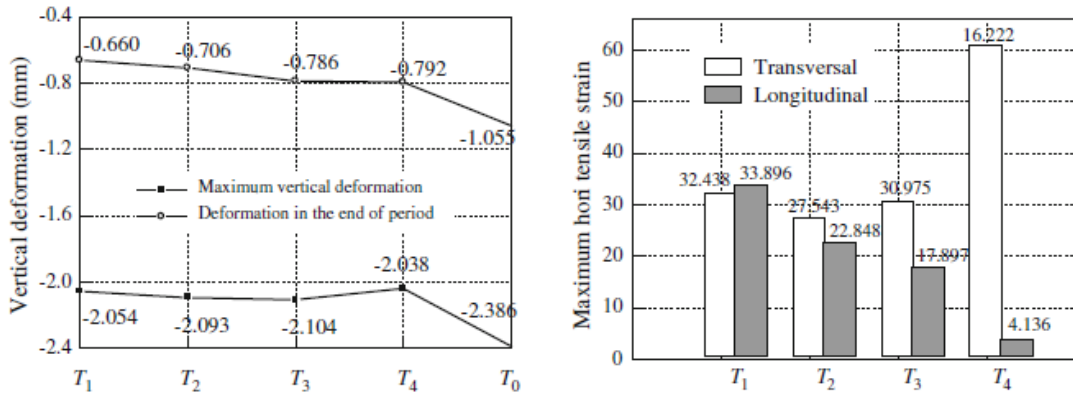 Vertical deformation (mm)
-0.4
-0.8
-1.2
-1.6
-2.0
-2.4
-0.660
-0.706
-0.786
-0.792
-1.055
Maximum vertical deformation
Deformation in the end of period
-2.054
-2.093
-2.104
-2.038
-2.386
T1
T2
T3
T4
T0
Maximum hori tensile strain
60
50
40
30
20
10
0
Transversal
Longitudinal
32.438
33.896
27.543
22.848
30.975
17.897
16.222
4.136
T1
T2
T3
T4